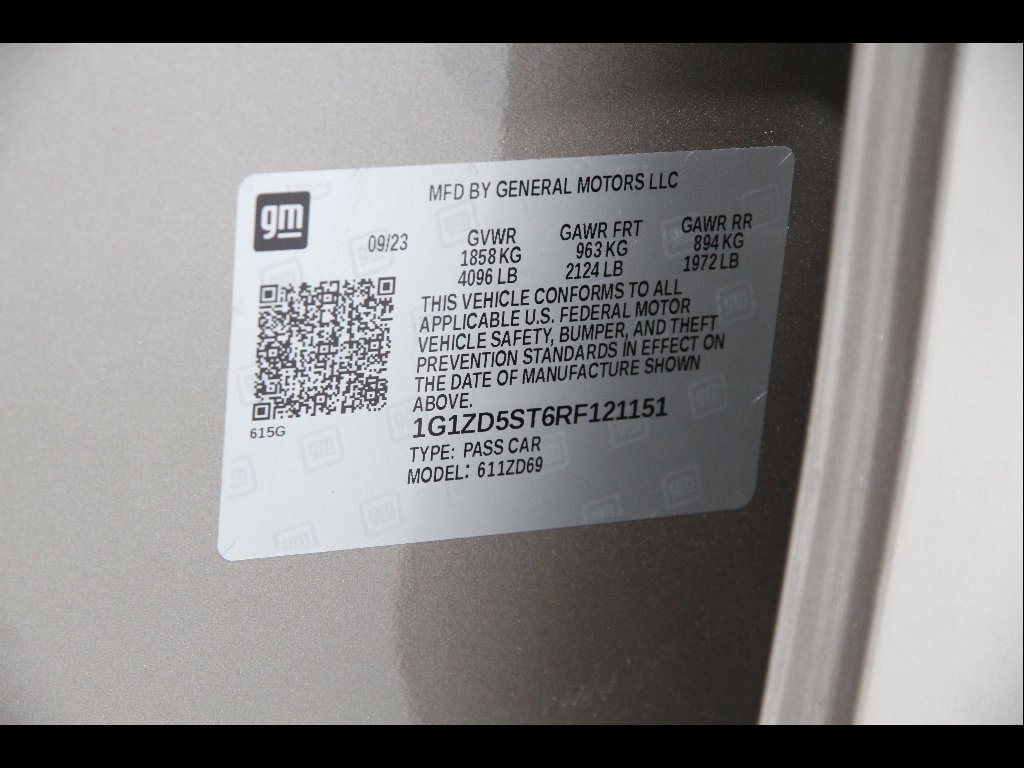 gm
MFD BY GENERAL MOTORS LLC
09/23
GVWR GAWR FRT GAWR RR
1858 KG 963 KG 894 KG
4096 LB 2124 LB 1972 LB
THIS VEHICLE CONFORMS TO ALL
APPLICABLE U.S. FEDERAL MOTOR
VEHICLE SAFETY, BUMPER, AND THEFT
PREVENTION STANDARDS IN EFFECT ON
THE DATE OF MANUFACTURE SHOWN
ABOVE.
1G1ZD5ST6RF121151
615G
TYPE: PASS CAR
MODEL: 611ZD69